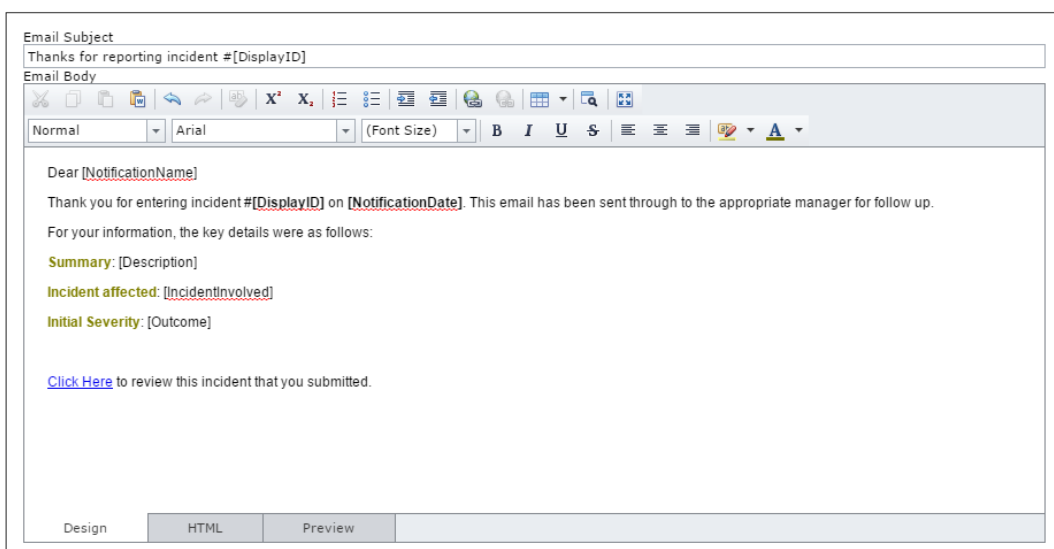 Email Subject
Thanks for reporting incident #[DisplayID]
Email Body
X² X₂
Normal Arial (Font Size) B I U S A
Dear [NotificationName]
Thank you for entering incident #[DisplayID] on [NotificationDate]. This email has been sent through to the appropriate manager for follow up.
For your information, the key details were as follows:
Summary: [Description]
Incident affected: [IncidentInvolved]
Initial Severity: [Outcome]
Click Here to review this incident that you submitted.
Design HTML Preview